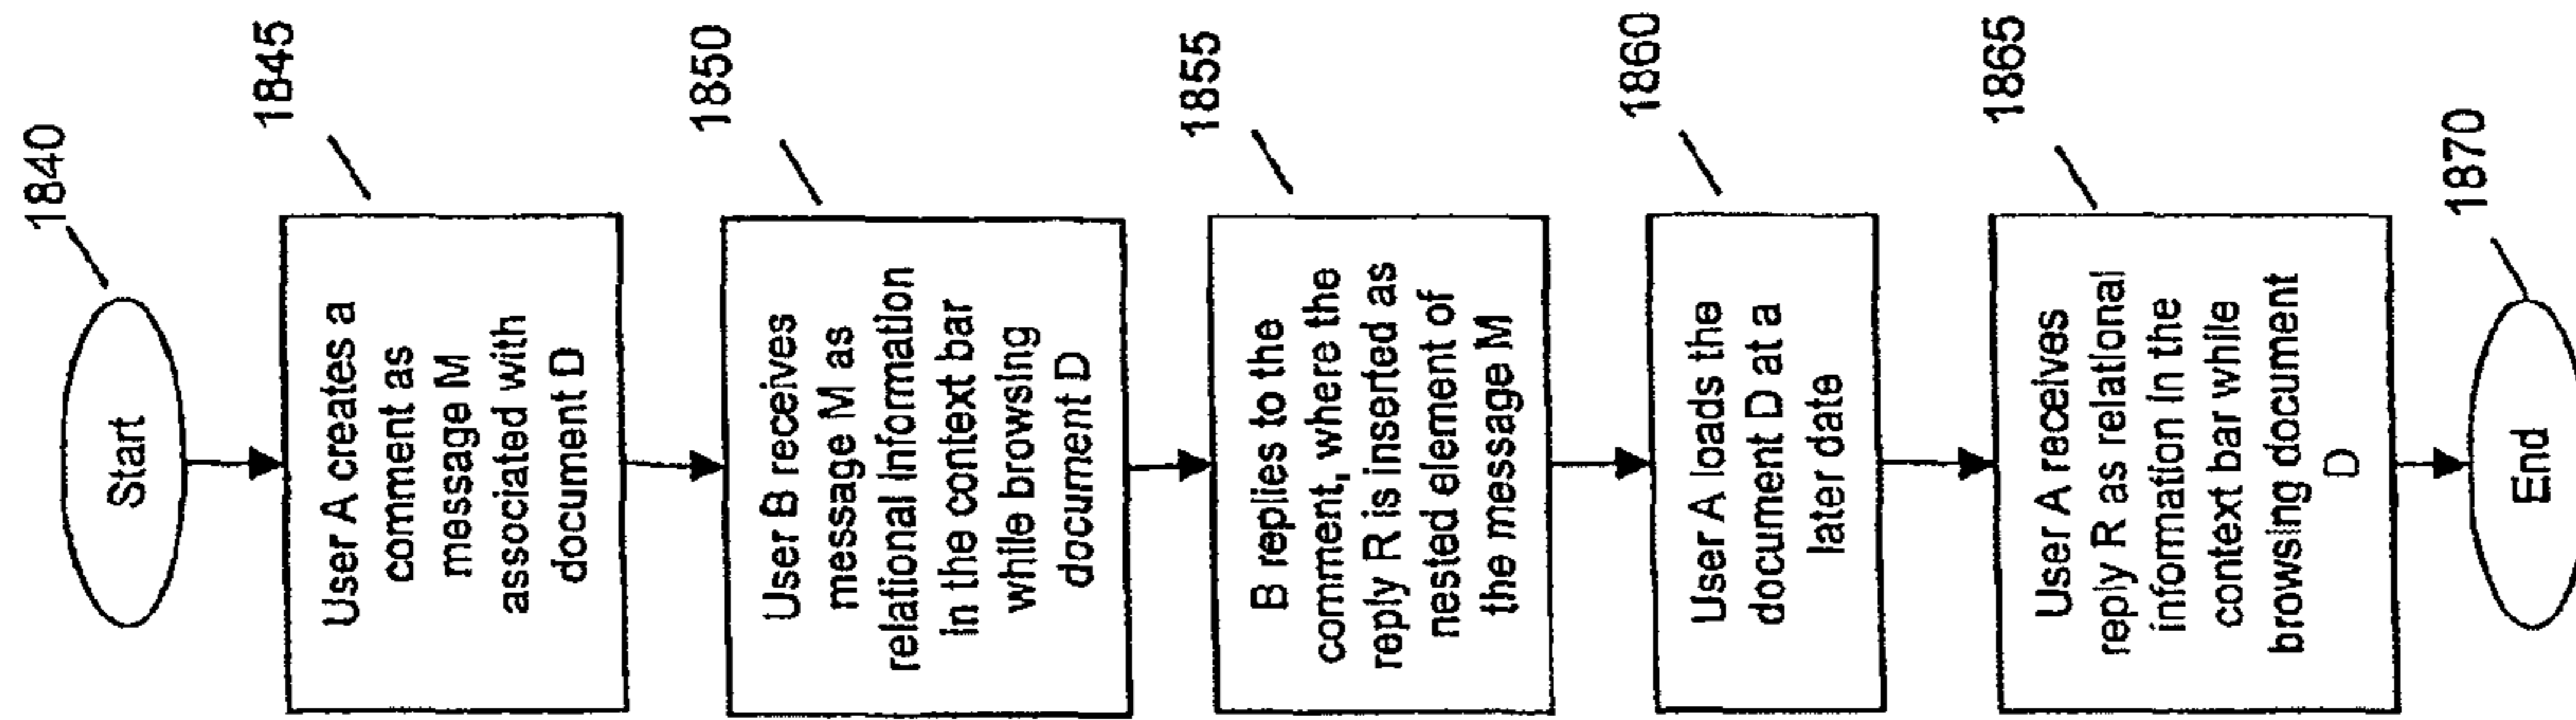 1840
Start
1845
User A creates a
comment as
message M
associated with
document D
1850
User B receives
message M as
relational Information
In the context bar
while browsing
document D
1855
B replies to the
comment, where the
reply R is inserted as
nested element of
the message M
1860
User A loads the
document D at a
later date
1865
User A receives
reply R as relational
information in the
context bar while
browsing document
D
1870
End